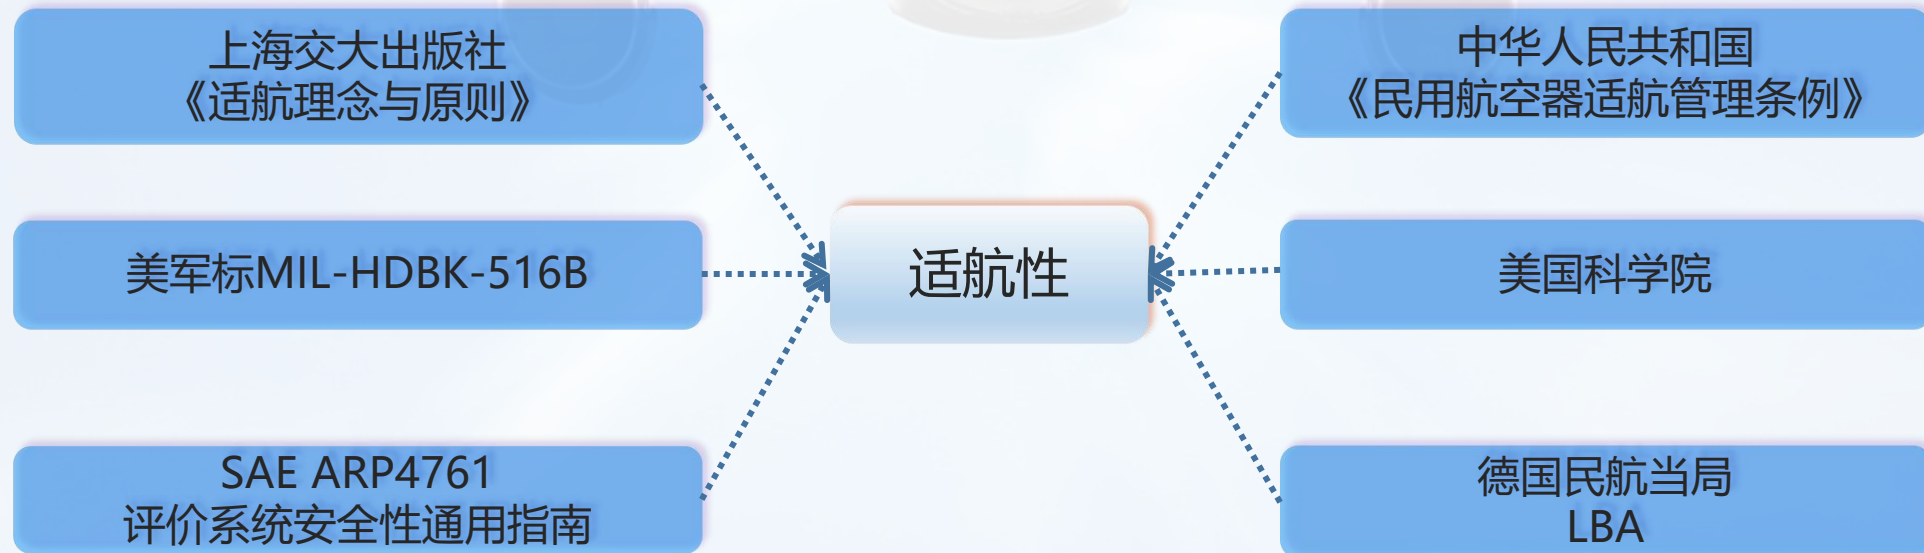 上海交大出版社
《适航理念与原则》
美军标MIL-HDBK-516B
SAE ARP4761
评价系统安全性通用指南
适航性
中华人民共和国
《民用航空器适航管理条例》
美国科学院
德国民航当局
LBA